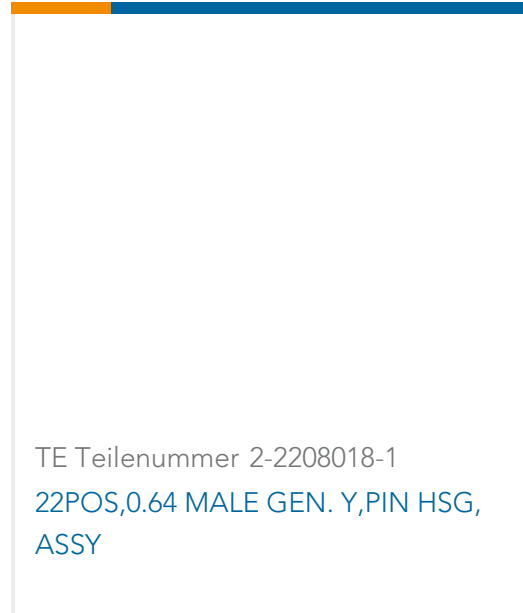 TE Teilenummer 2-2208018-1
22POS,0.64 MALE GEN. Y,PIN HSG,
ASSY